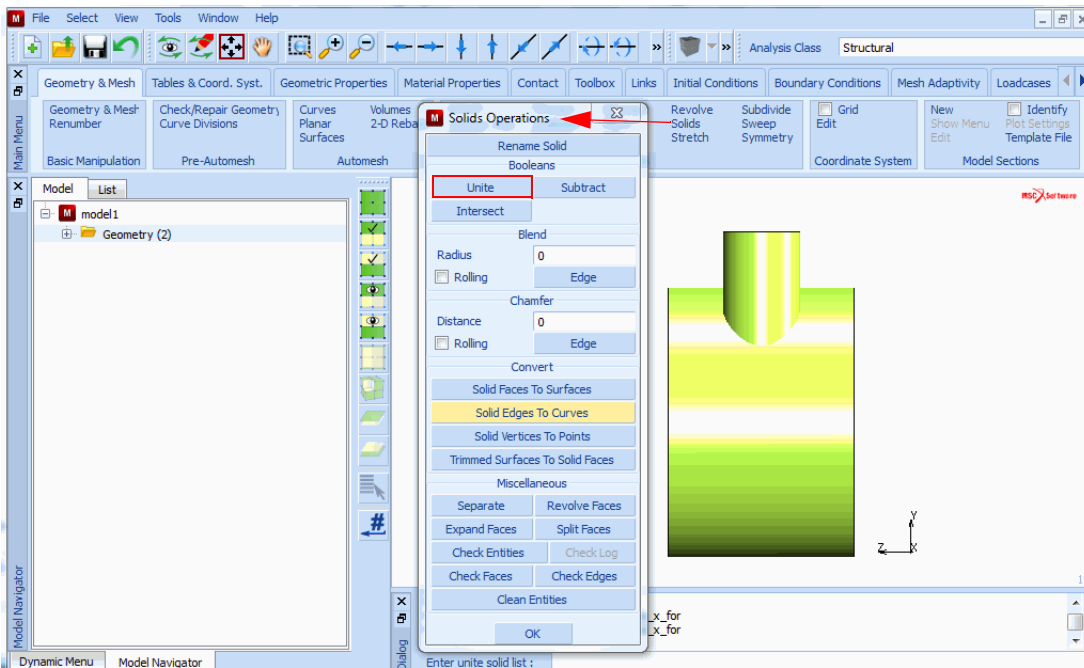 File Select View Tools Window Help
» » Analysis Class Structural
Geometry & Mesh Tables & Coord. Syst. Geometric Properties Material Properties Contact Toolbox Links Initial Conditions Boundary Conditions Mesh Adaptivity Loadcases
Main Menu
Geometry & Mesh
Renumber
Basic Manipulation
Check/Repair Geometry
Curve Divisions
Pre-Automesh
Curves Volumes
Planar 2-D Reba
Surfaces
Automesh
Revolve Subdivide
Solids Sweep
Stretch Symmetry
Grid
Edit
Coordinate System
New Identify
Show Menu Plot Settings
Edit Template File
Model Sections
Model List
model1
Geometry (2)
Model Navigator
Dynamic Menu Model Navigator
Solids Operations
Rename Solid
Booleans
Unite Subtract
Intersect
Blend
Radius 0
Rolling Edge
Chamfer
Distance 0
Rolling Edge
Convert
Solid Faces To Surfaces
Solid Edges To Curves
Solid Vertices To Points
Trimmed Surfaces To Solid Faces
Miscellaneous
Separate Revolve Faces
Expand Faces Split Faces
Check Entities Check Log
Check Faces Check Edges
Clean Entities
OK
MSC Software
Y
Z X
1
_x_for
_x_for
Dialog
Enter unite solid list :